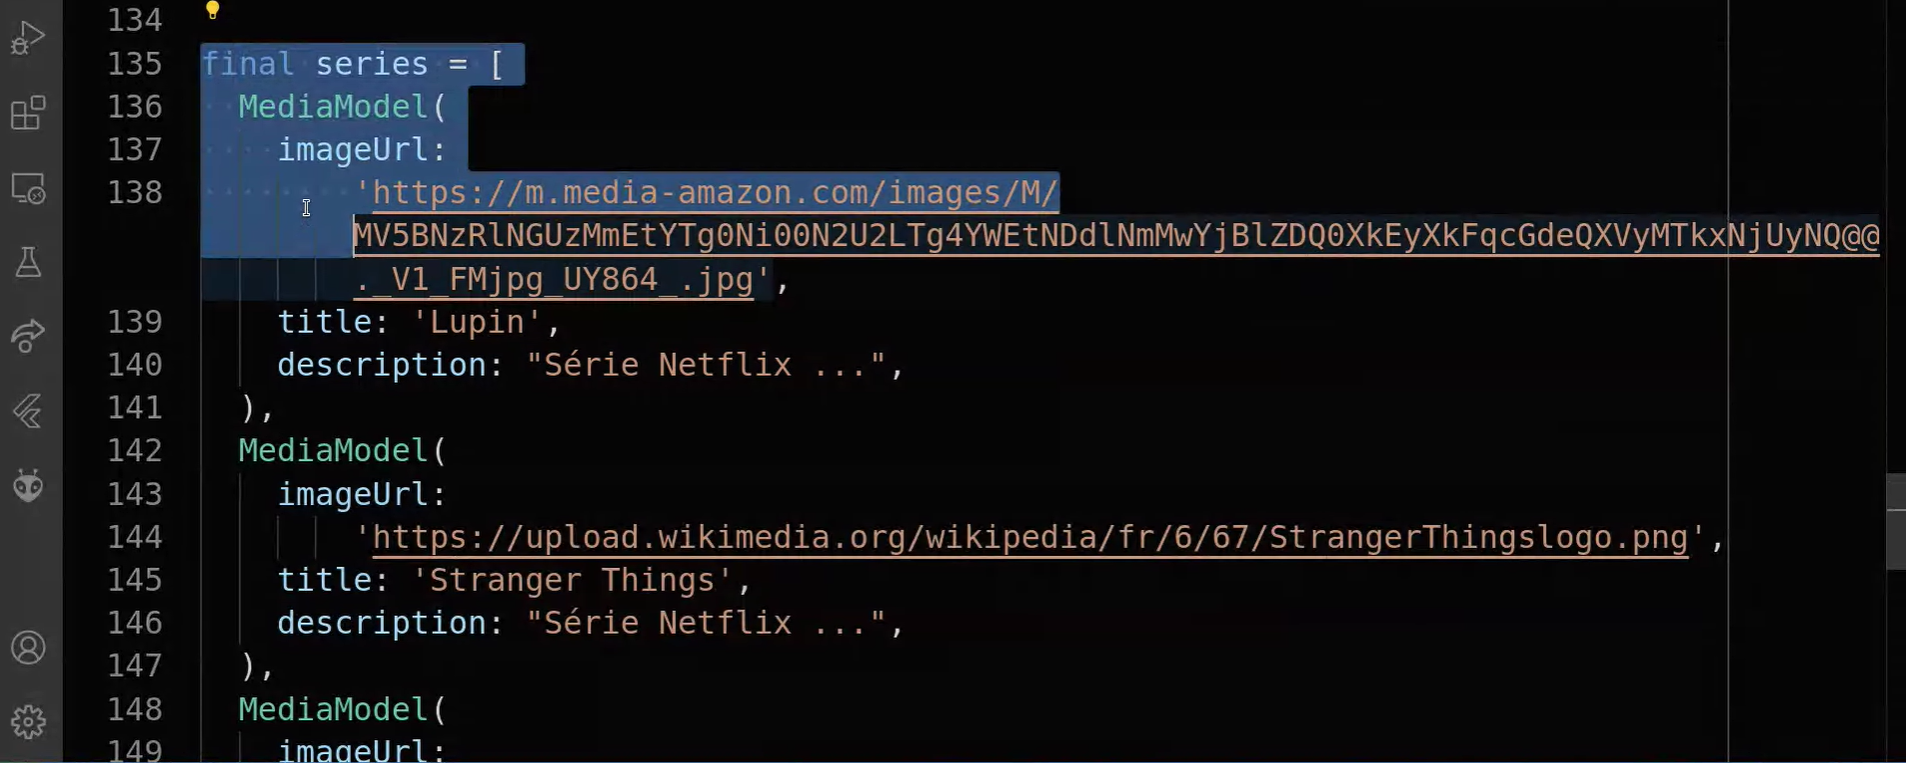 134
135 final series = [
136 MediaModel(
137 imageUrl:
138 'https://m.media-amazon.com/images/M/
MV5BNzRlNGUzMmEtYTg0Ni00N2U2LTg4YWEtNDdlNmMwYjBlZDQ0XkEyXkFqcGdeQXVyMTkxNjUyNQ@@
._V1_FMjpg_UY864_.jpg',
139 title: 'Lupin',
140 description: "Série Netflix ...",
141 ),
142 MediaModel(
143 imageUrl:
144 'https://upload.wikimedia.org/wikipedia/fr/6/67/StrangerThingslogo.png',
145 title: 'Stranger Things',
146 description: "Série Netflix ...",
147 ),
148 MediaModel(
149 imageUrl: